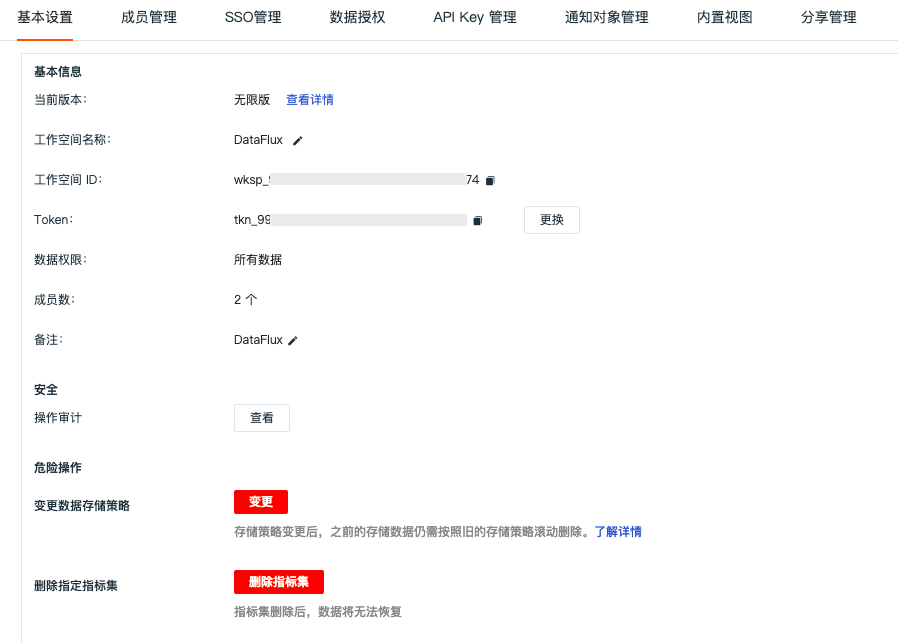 基本设置 成员管理 SSO管理 数据授权 API Key 管理 通知对象管理 内置视图 分享管理
基本信息
当前版本： 无限版 查看详情
工作空间名称： DataFlux
工作空间 ID： wksp_ 74
Token： tkn_99 更换
数据权限： 所有数据
成员数： 2 个
备注： DataFlux
安全
操作审计 查看
危险操作
变更数据存储策略 变更
存储策略变更后，之前的存储数据仍需按照旧的存储策略滚动删除。了解详情
删除指定指标集 删除指标集
指标集删除后，数据将无法恢复